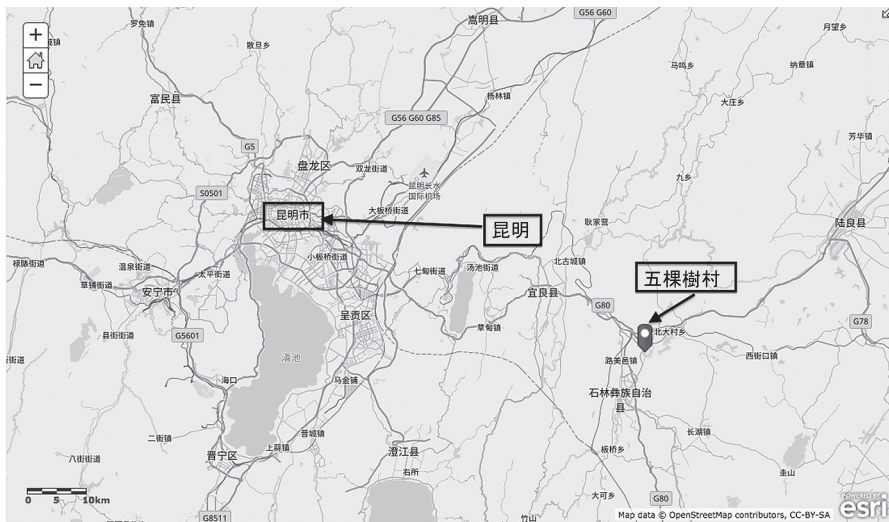 G56 G60
嵩明县
月望乡
罗免镇
城镇
散旦乡
+
−
马鸣乡
纳章镇
富民县
杨林镇
大庄乡
G56 G60 G85
芳华镇
G5
盘龙区
双龙街道
九乡
S0501
昆明长水
国际机场
昆明市
大板桥街道
耿家营
陆良县
昆明
小板桥街道
禄脿街道
温泉街道
太平街道
七甸街道
汤池街道
北古城镇
五棵樹村
草铺街道
安宁市
宜良县
呈贡区
G80
G78
县街街道
G5601
草甸镇
北大村乡
滇池
西街口镇
街道
路美邑镇
海口
马金铺
石林彝族自治
县
二街镇
晋城镇
长湖镇
八街街道
晋宁区
上蒜镇
澄江县
板桥乡
右所
圭山
0 5 10km
大可乡
G80
POWERED BY
esri
G8511
竹山
Map data © OpenStreetMap contributors, CC-BY-SA